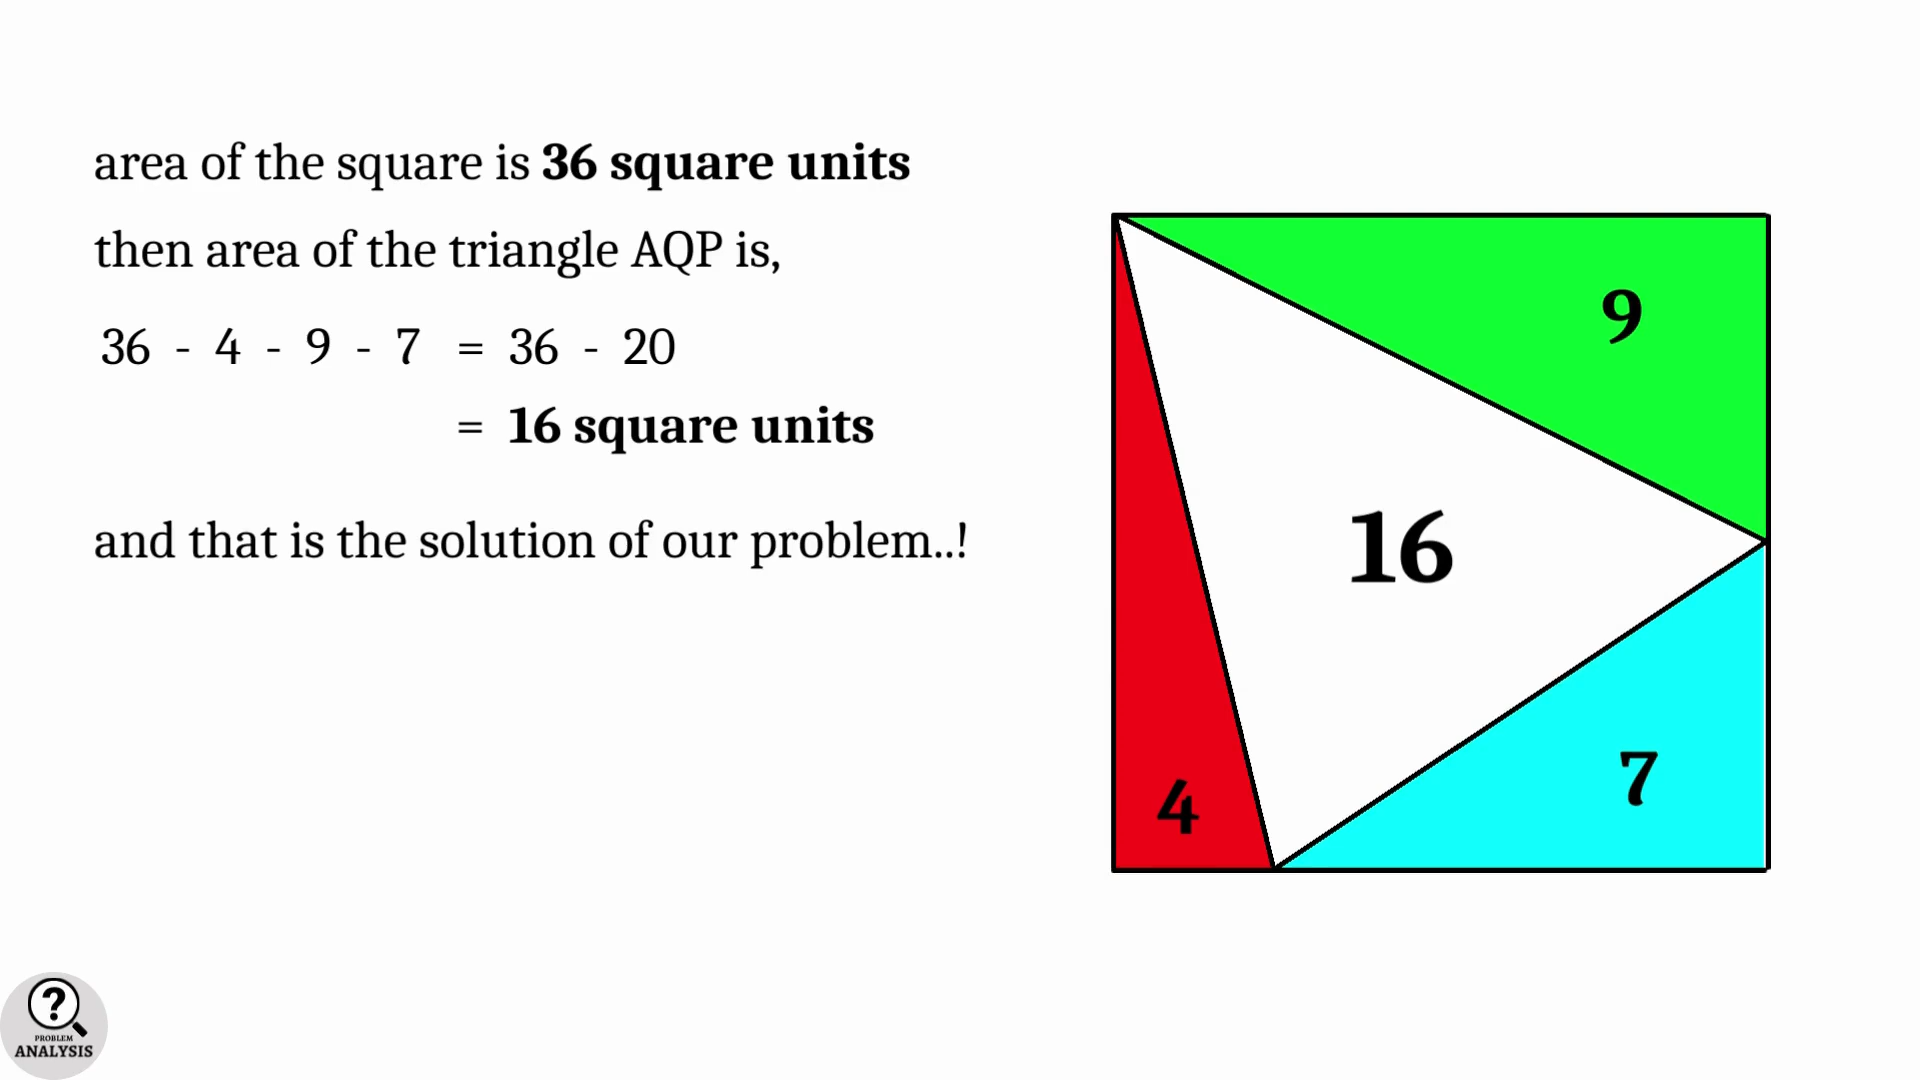 area of the square is 36 square units
then area of the triangle AQP is,
36 - 4 - 9 - 7 = 36 - 20
= 16 square units
and that is the solution of our problem..!
9
16
7
4
?
PROBLEM
ANALYSIS